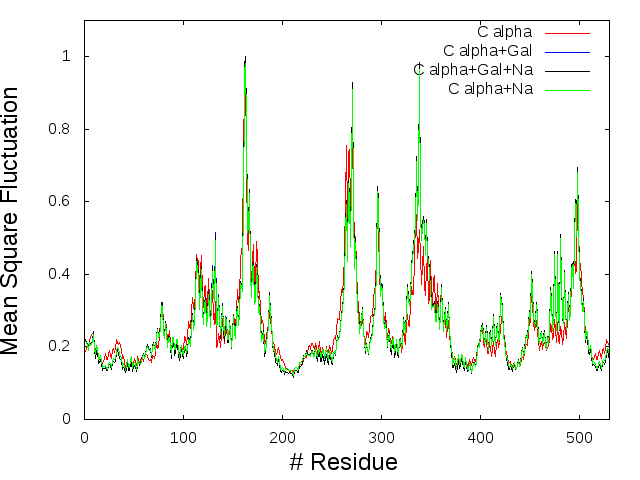 C alpha
C alpha+Gal
C alpha+Gal+Na
C alpha+Na
Mean Square Fluctuation
1
0.8
0.6
0.4
0.2
0
0 100 200 300 400 500
# Residue